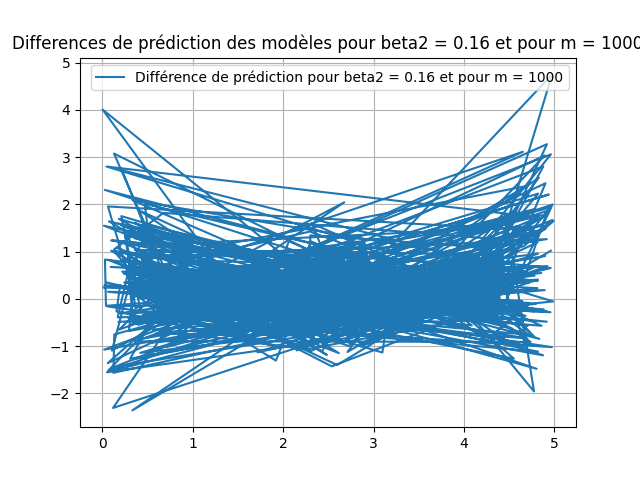 Differences de prédiction des modèles pour beta2 = 0.16 et pour m = 1000
Différence de prédiction pour beta2 = 0.16 et pour m = 1000
5
4
3
2
1
0
−1
−2
0 1 2 3 4 5